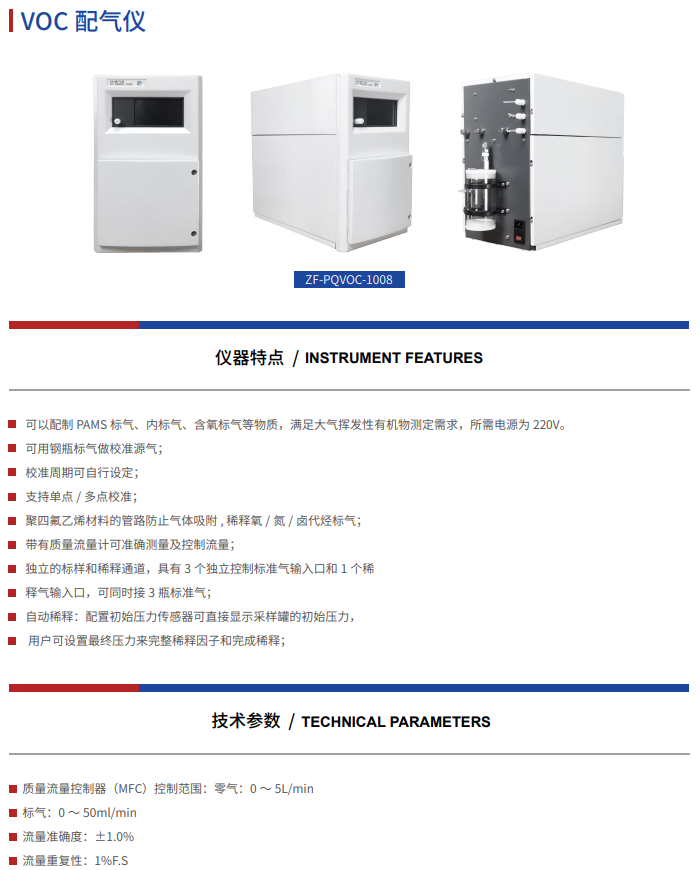 VOC 配气仪
ZF-PQVOC-1008
仪器特点 / INSTRUMENT FEATURES
可以配制 PAMS 标气、内标气、含氧标气等物质，满足大气挥发性有机物测定需求，所需电源为 220V。
可用钢瓶标气做校准源气；
校准周期可自行设定；
支持单点 / 多点校准；
聚四氟乙烯材料的管路防止气体吸附 , 稀释氧 / 氮 / 卤代烃标气；
带有质量流量计可准确测量及控制流量；
独立的标样和稀释通道，具有 3 个独立控制标准气输入口和 1 个稀
释气输入口，可同时接 3 瓶标准气；
自动稀释：配置初始压力传感器可直接显示采样罐的初始压力，
用户可设置最终压力来完整稀释因子和完成稀释；
技术参数 / TECHNICAL PARAMETERS
质量流量控制器（MFC）控制范围：零气：0 ～ 5L/min
标气：0 ～ 50ml/min
流量准确度：±1.0%
流量重复性：1%F.S